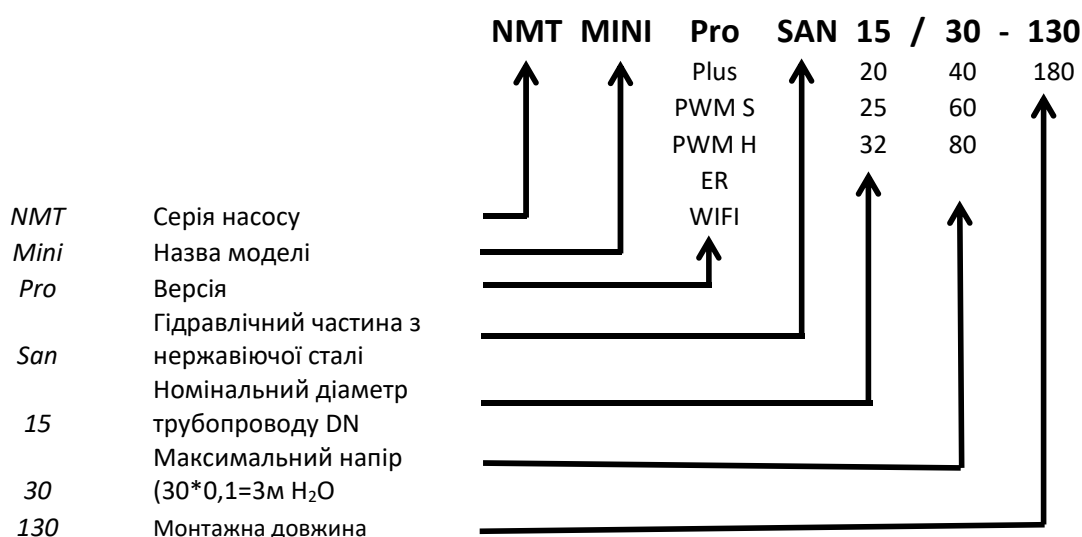 NMT MINI Pro SAN 15 / 30 - 130
Plus 20 40 180
PWM S 25 60
PWM H 32 80
ER
WIFI
NMT Серія насосу
Mini Назва моделі
Pro Версія
Гідравлічний частина з
San нержавіючої сталі
Номінальний діаметр
15 трубопроводу DN
Максимальний напір
30 (30*0,1=3м H₂O
130 Монтажна довжина